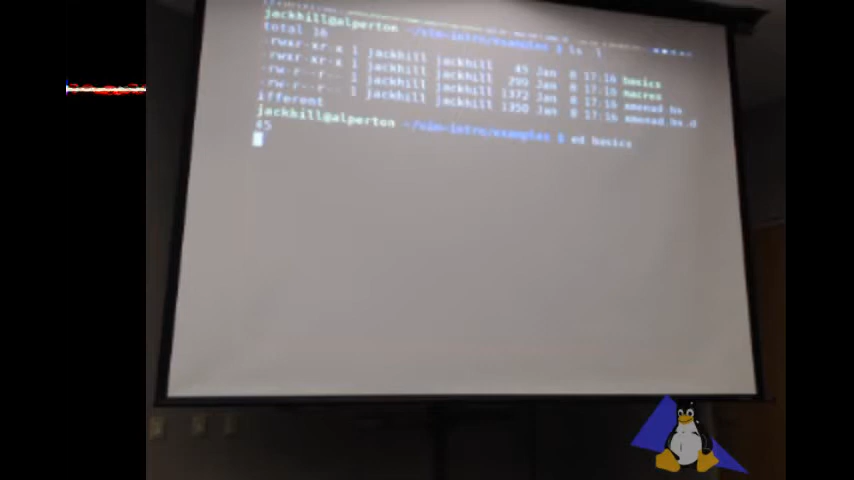 jackhill@alperton ~/vim-intro/examples $ ls -l
total 16
-rwxr-xr-x 1 jackhill jackhill 45 Jan 8 17:16 basics
-rwxr-xr-x 1 jackhill jackhill 299 Jan 8 17:16 macros
-rw-r--r-- 1 jackhill jackhill 1372 Jan 8 17:16 xmonad.hs
-rw-r--r-- 1 jackhill jackhill 1350 Jan 8 17:16 xmonad.hs.d
ifferent
jackhill@alperton ~/vim-intro/examples $ ed basics
45